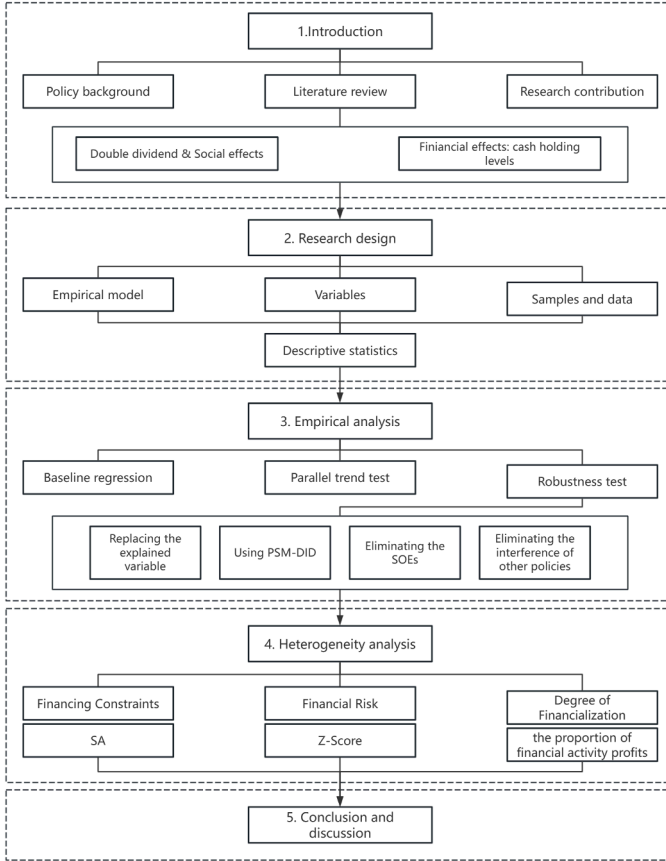 1.Introduction
Policy background
Literature review
Research contribution
Double dividend & Social effects
Finiancial effects: cash holding
levels
2. Research design
Empirical model
Variables
Samples and data
Descriptive statistics
3. Empirical analysis
Baseline regression
Parallel trend test
Robustness test
Replacing the
explained
variable
Using PSM-DID
Eliminating the
SOEs
Eliminating the
interference of
other policies
4. Heterogeneity analysis
Financing Constraints
Financial Risk
Degree of
Financialization
SA
Z-Score
the proportion of
financial activity profits
5. Conclusion and
discussion